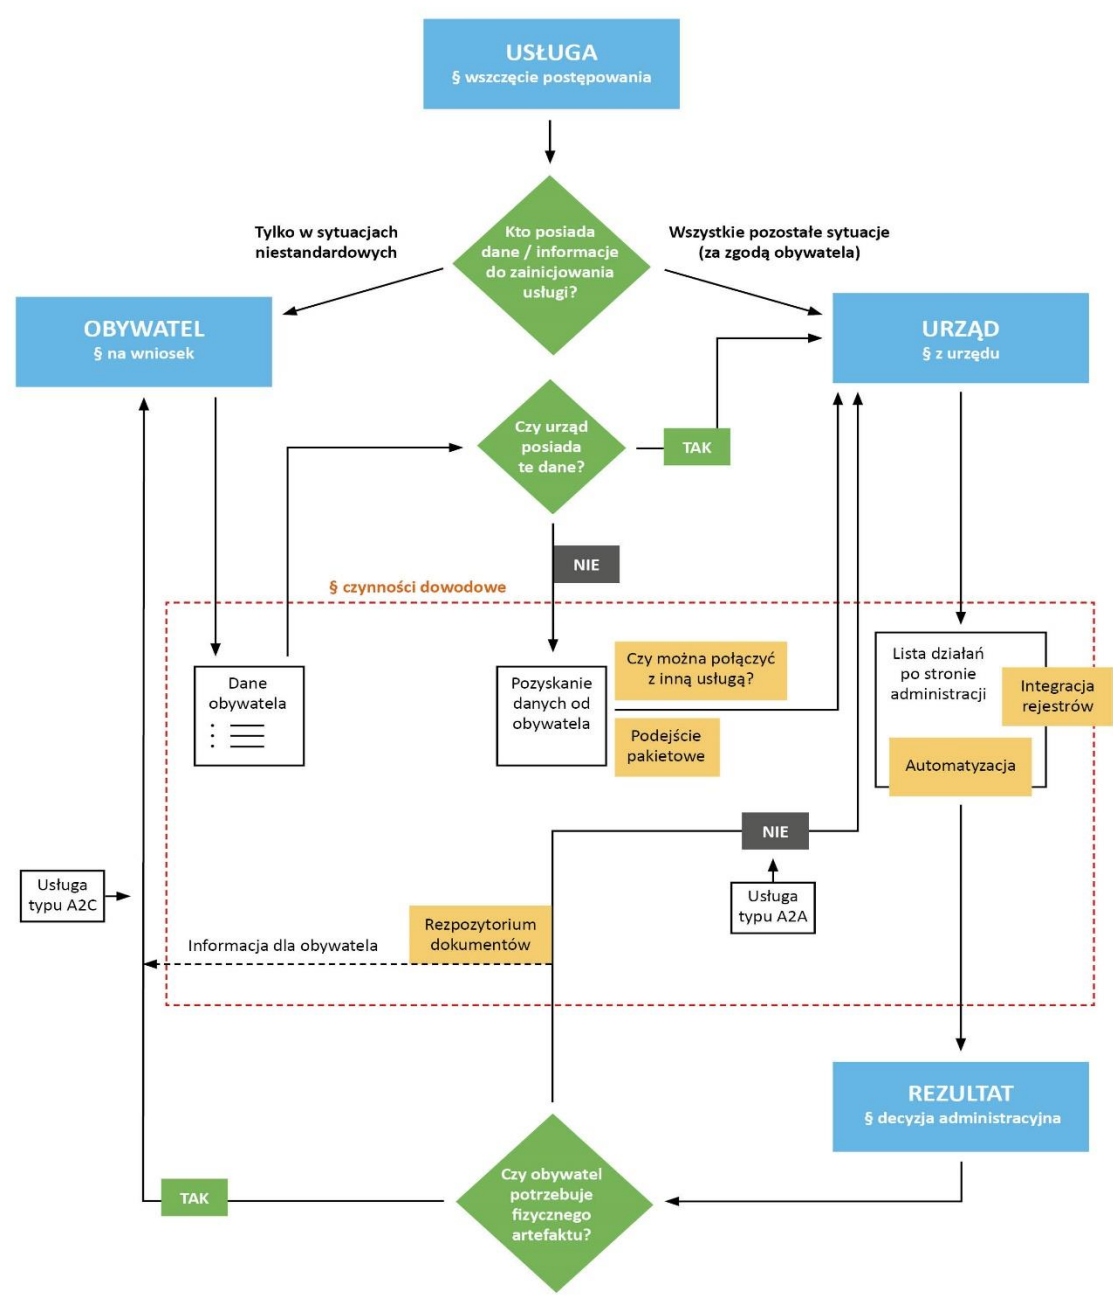 USŁUGA
§ wszczęcie postępowania
Tylko w sytuacjach
niestandardowych
Kto posiada
dane / informacje
do zainicjowania
usługi?
Wszystkie pozostałe sytuacje
(za zgodą obywatela)
OBYWATEL
§ na wniosek
URZĄD
§ z urzędu
Czy urząd
posiada
te dane?
TAK
NIE
§ czynności dowodowe
Dane
obywatela
Pozyskanie
danych od
obywatela
Czy można połączyć
z inną usługą?
Podejście
pakietowe
Lista działań
po stronie
administracji
Integracja
rejestrów
Automatyzacja
NIE
Usługa
typu A2A
Usługa
typu A2C
Rezpozytorium
dokumentów
Informacja dla obywatela
REZULTAT
§ decyzja administracyjna
Czy obywatel
potrzebuje
fizycznego
artefaktu?
TAK